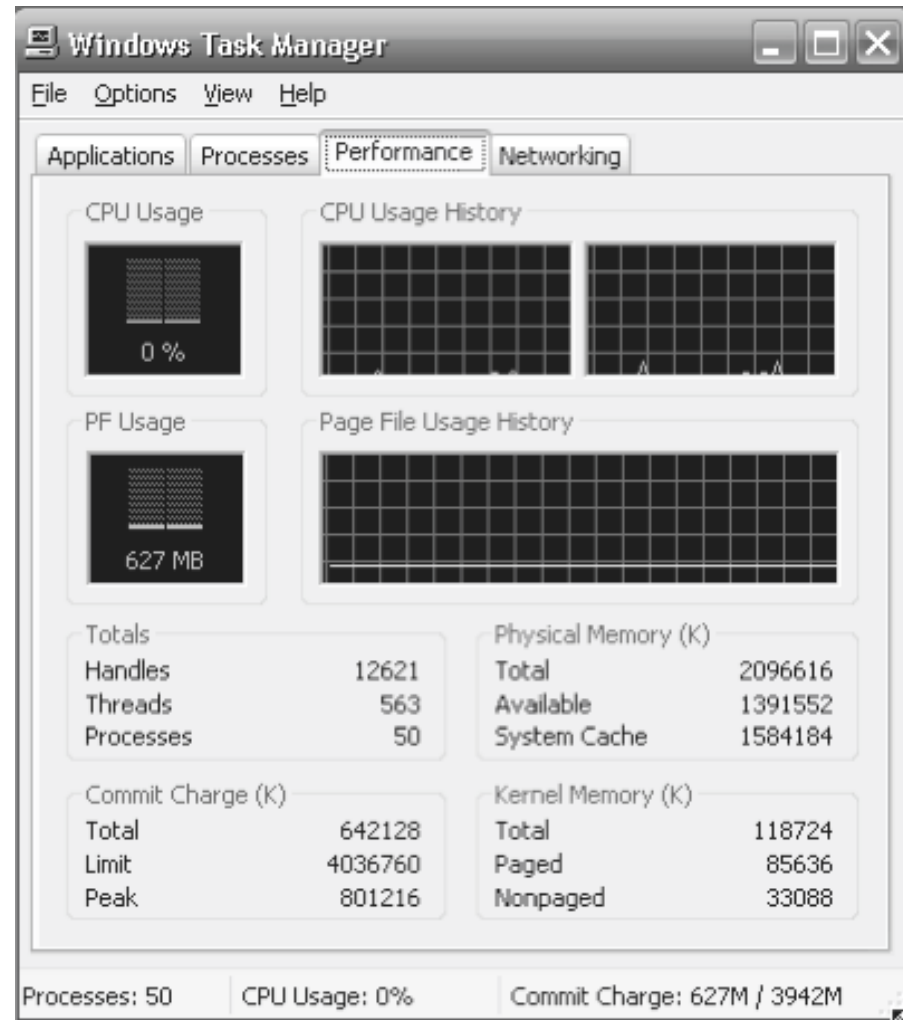 Windows Task Manager
File Options View Help
Applications Processes Performance Networking
CPU Usage CPU Usage History
0 %
PF Usage Page File Usage History
627 MB
Totals
Handles 12621
Threads 563
Processes 50
Physical Memory (K)
Total 2096616
Available 1391552
System Cache 1584184
Commit Charge (K)
Total 642128
Limit 4036760
Peak 801216
Kernel Memory (K)
Total 118724
Paged 85636
Nonpaged 33088
Processes: 50 CPU Usage: 0% Commit Charge: 627M / 3942M